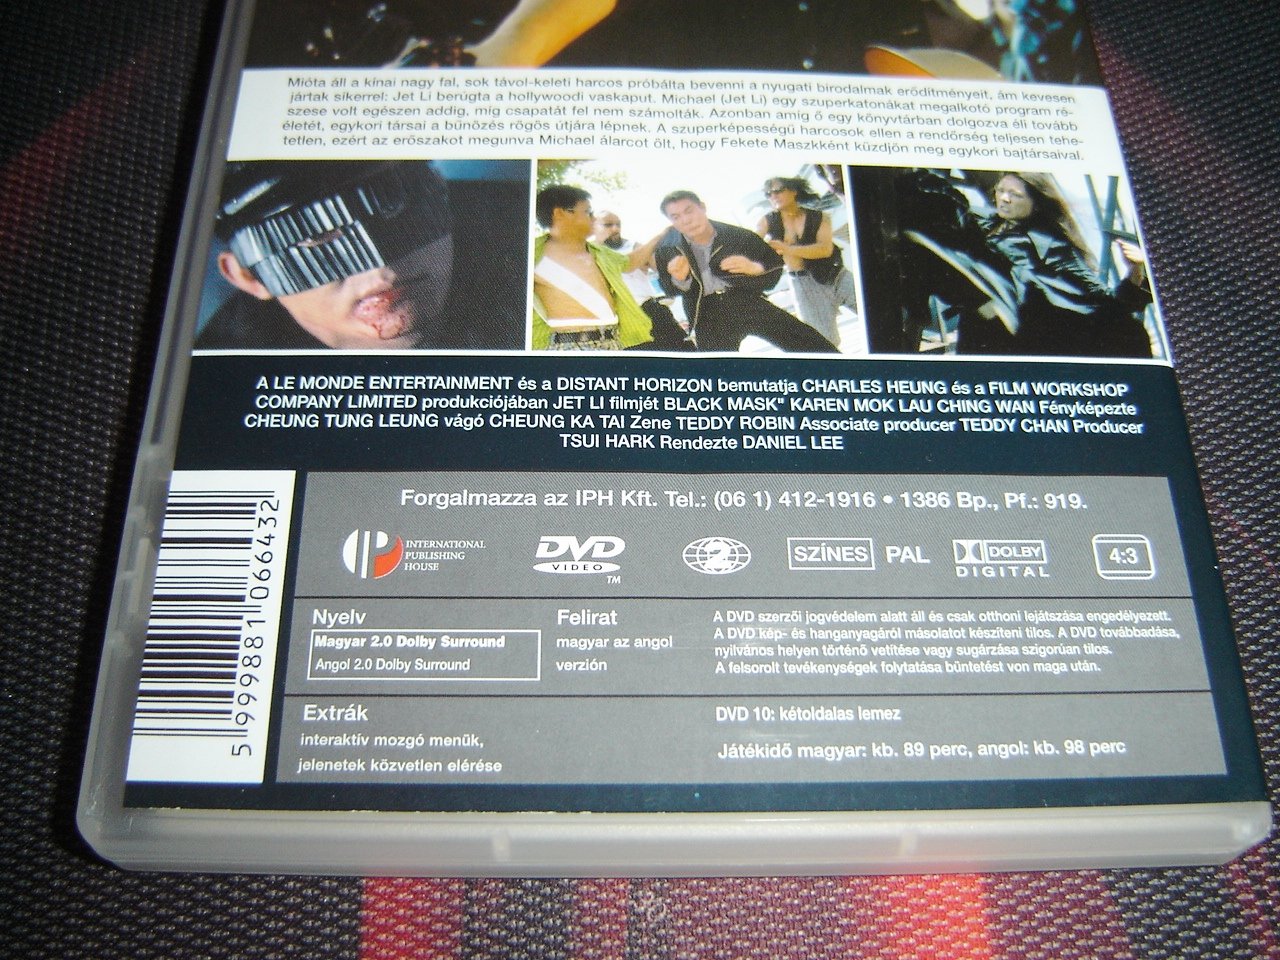 Mióta áll a kínai nagy fal, sok távol-keleti harcos próbálta bevenni a nyugati birodalmak erődítményeit, ám kevesen
jártak sikerrel: Jet Li berúgta a hollywoodi vaskaput. Michael (Jet Li) egy szuperkatonákat megalkotó program ré-
szese volt egészen addig, míg csapatát fel nem számolták. Azonban amig ő egy könyvtárban dolgozva éli tovább
életét, egykori társai a bűnözés rögös útjára lépnek. A szuperképességű harcosok ellen a rendőrség teljesen tehe-
tetlen, ezért az erőszakot megunva Michael álarcot ölt, hogy Fekete Maszkként küzdjön meg egykori bajtársaival.
A LE MONDE ENTERTAINMENT és a DISTANT HORIZON bemutatja CHARLES HEUNG és a FILM WORKSHOP
COMPANY LIMITED produkciójában JET LI filmjét BLACK MASK" KAREN MOK LAU CHING WAN Fényképezte
CHEUNG TUNG LEUNG vágó CHEUNG KA TAI Zene TEDDY ROBIN Associate producer TEDDY CHAN Producer
TSUI HARK Rendezte DANIEL LEE
5 999881 066432
Forgalmazza az IPH Kft. Tel.: (06 1) 412-1916 • 1386 Bp., Pf.: 919.
IP INTERNATIONAL
PUBLISHING
HOUSE
DVD
VIDEO
TM
2
SZÍNES
PAL
DOLBY
DIGITAL
4:3
Nyelv
Magyar 2.0 Dolby Surround
Angol 2.0 Dolby Surround
Felirat
magyar az angol
verzión
A DVD szerzői jogvédelem alatt áll és csak otthoni lejátszása engedélyezett.
A DVD kép- és hanganyagáról másolatot készíteni tilos. A DVD továbbadása,
nyilvános helyen történő vetítése vagy sugárzása szigorúan tilos.
A felsorolt tevékenységek folytatása büntetést von maga után.
Extrák
interaktív mozgó menük,
jelenetek közvetlen elérése
DVD 10: kétoldalas lemez
Játékidő magyar: kb. 89 perc, angol: kb. 98 perc